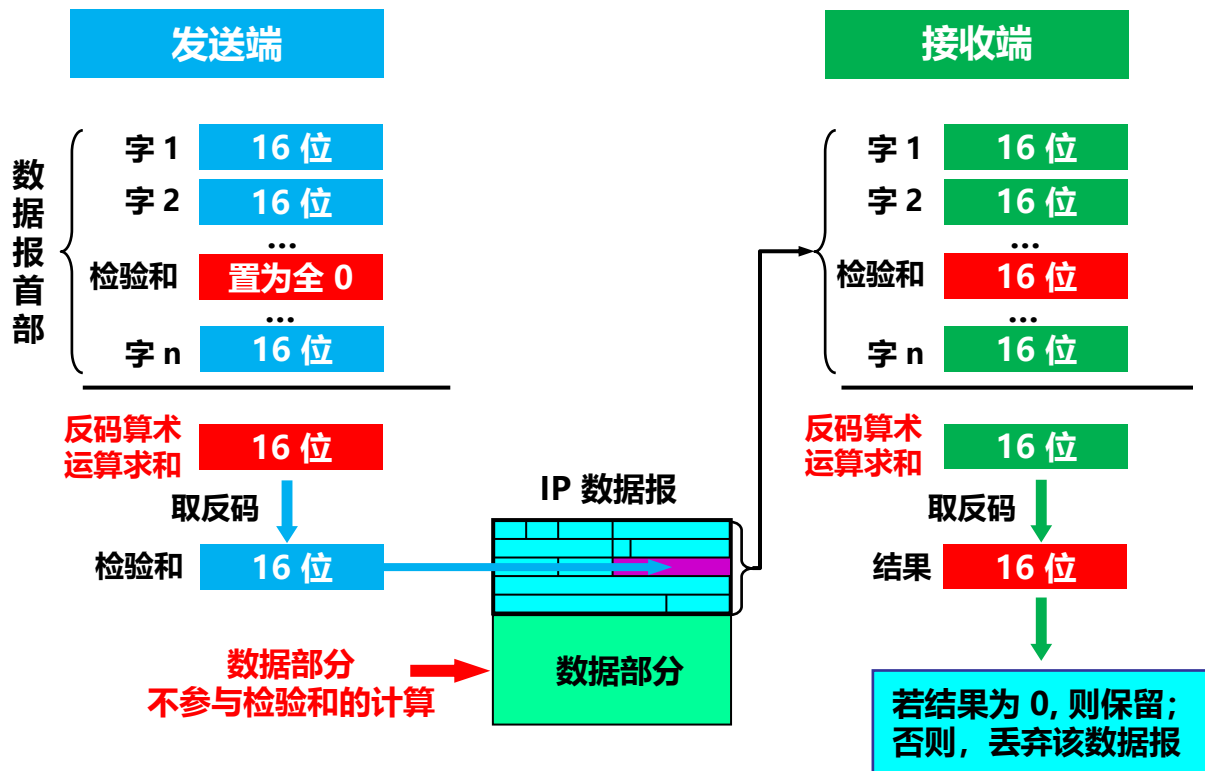 发送端
数据报首部
字 1
16 位
字 2
16 位
...
检验和
置为全 0
...
字 n
16 位
反码算术
运算求和
16 位
取反码
检验和
16 位
IP 数据报
数据部分
数据部分
不参与检验和的计算
接收端
字 1
16 位
字 2
16 位
...
检验和
16 位
...
字 n
16 位
反码算术
运算求和
16 位
取反码
结果
16 位
若结果为 0, 则保留；
否则，丢弃该数据报